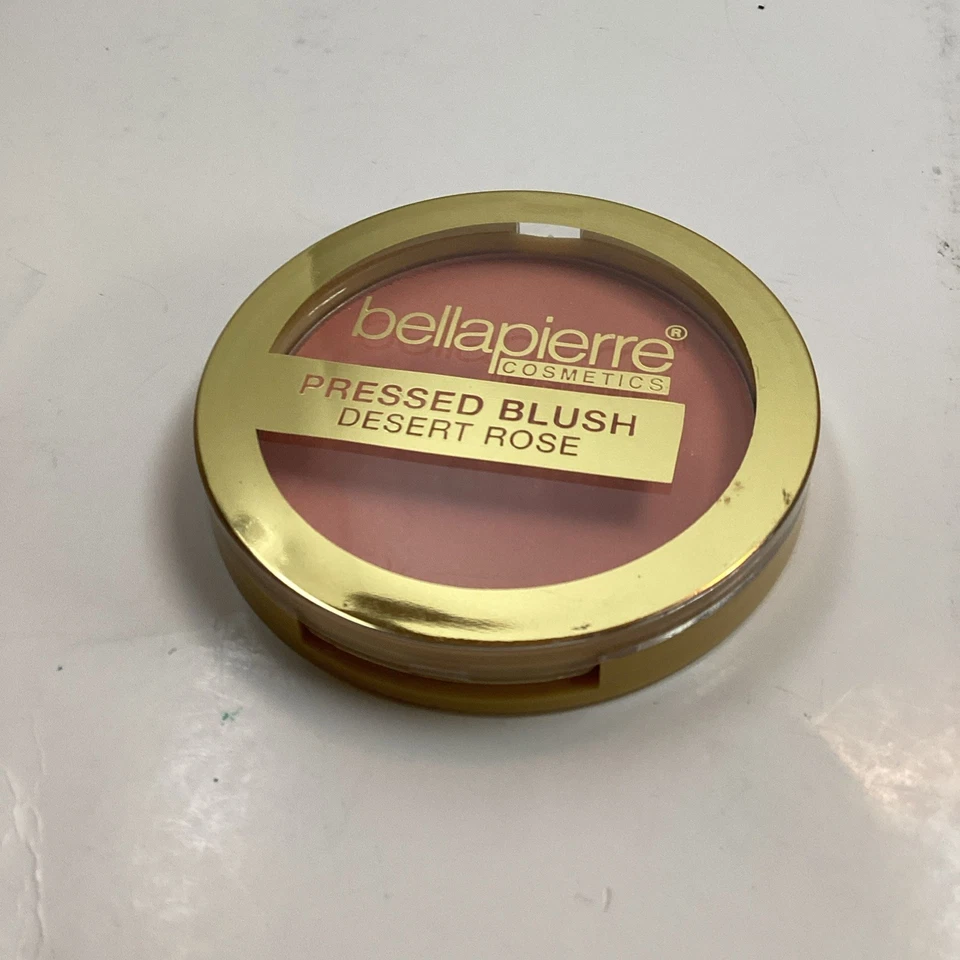 bellapierre®
COSMETICS
PRESSED BLUSH
DESERT ROSE